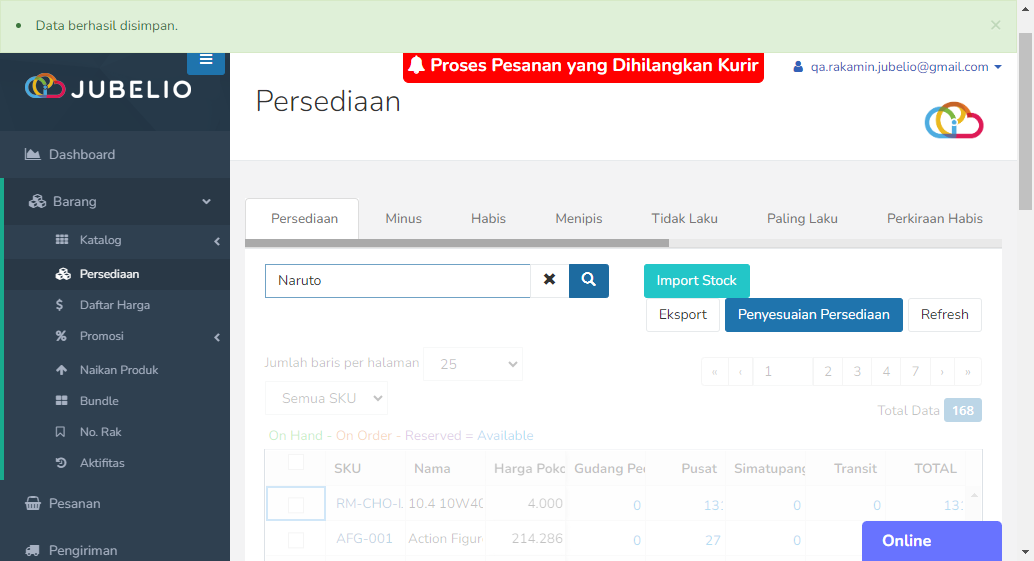 Data berhasil disimpan.
×
JUBELIO
Proses Pesanan yang Dihilangkan Kurir
qa.rakamin.jubelio@gmail.com
Persediaan
Dashboard
Barang
Katalog
Persediaan
$ Daftar Harga
% Promosi
Naikan Produk
Bundle
No. Rak
Aktifitas
Pesanan
Pengiriman
Persediaan Minus Habis Menipis Tidak Laku Paling Laku Perkiraan Habis
Naruto
Import Stock
Eksport Penyesuaian Persediaan Refresh
Jumlah baris per halaman 25
« ‹ 1 2 3 4 7 › »
Semua SKU
Total Data 168
On Hand - On Order - Reserved = Available
SKU Nama Harga Poko Gudang Pe Pusat Simatupang Transit TOTAL
RM-CHO-L 10.4 10W40 4.000 0 13 0 0 13
AFG-001 Action Figur 214.286 0 27 0
Online